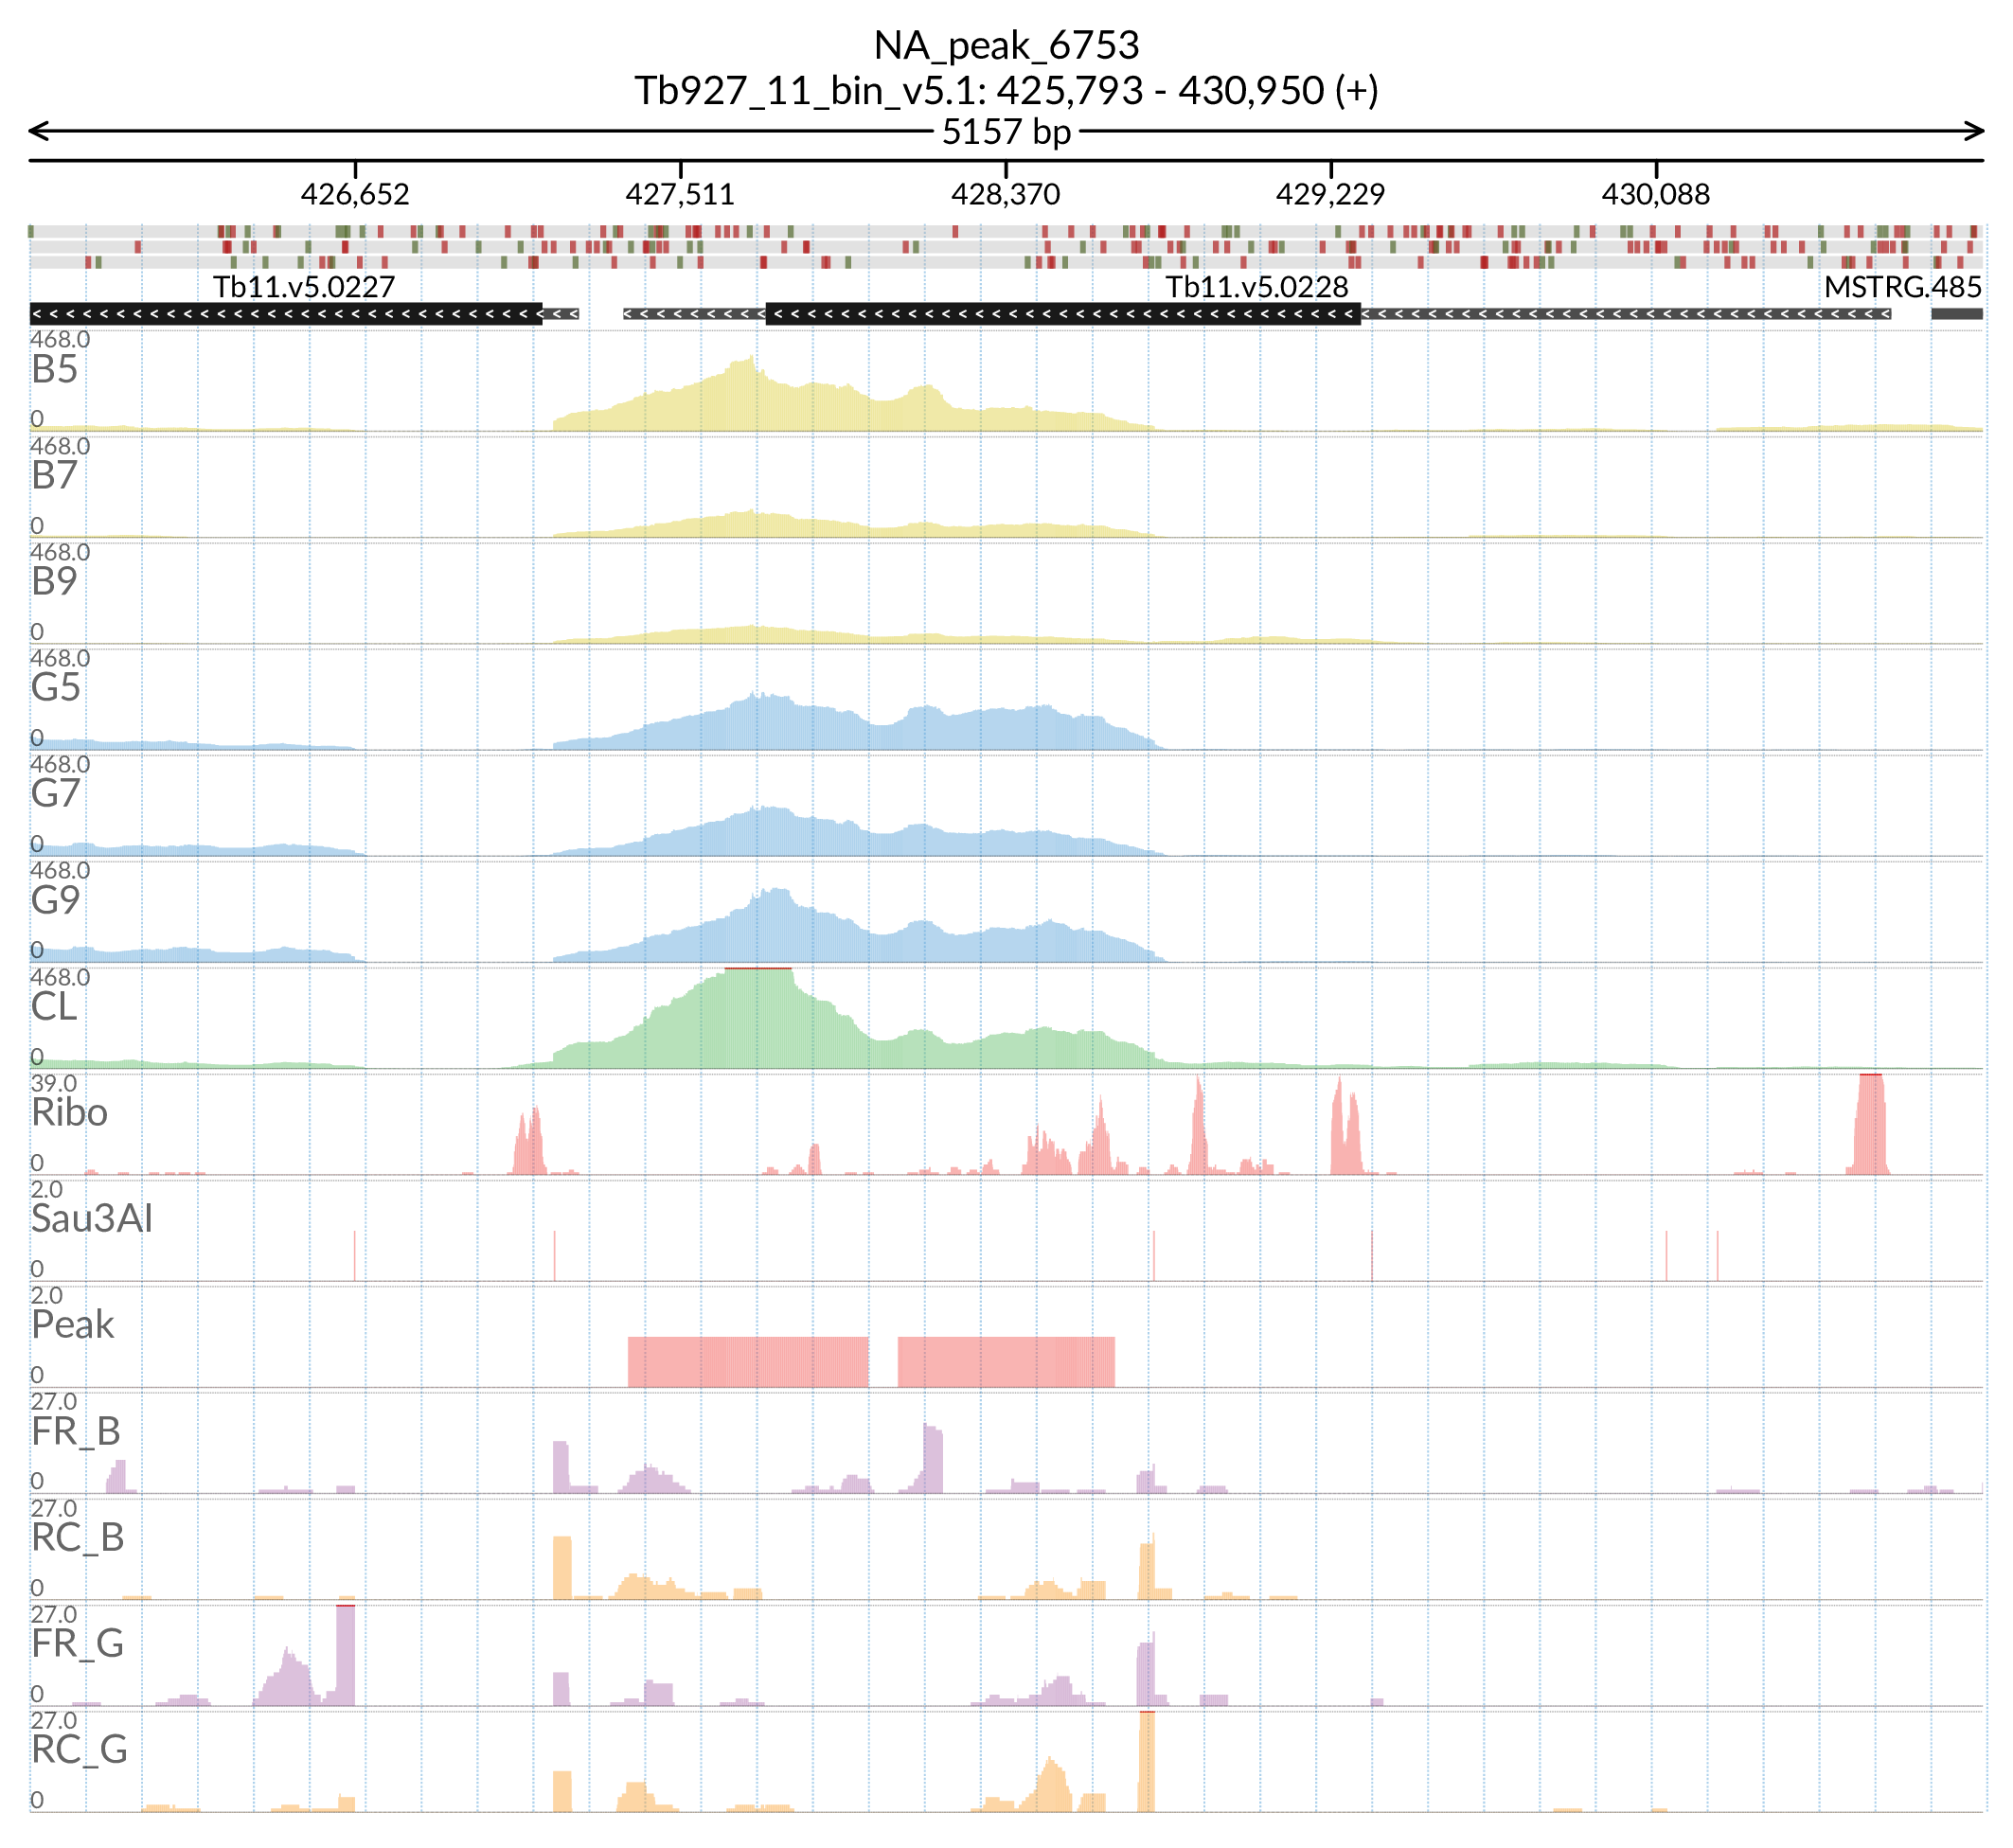 NA_peak_6753
Tb927_11_bin_v5.1: 425,793 - 430,950 (+)
5157 bp
426,652 427,511 428,370 429,229 430,088
Tb11.v5.0227 Tb11.v5.0228 MSTRG.485
468.0
B5
0
468.0
B7
0
468.0
B9
0
468.0
G5
0
468.0
G7
0
468.0
G9
0
468.0
CL
0
39.0
Ribo
0
2.0
Sau3AI
0
2.0
Peak
0
27.0
FR_B
0
27.0
RC_B
0
27.0
FR_G
0
27.0
RC_G
0